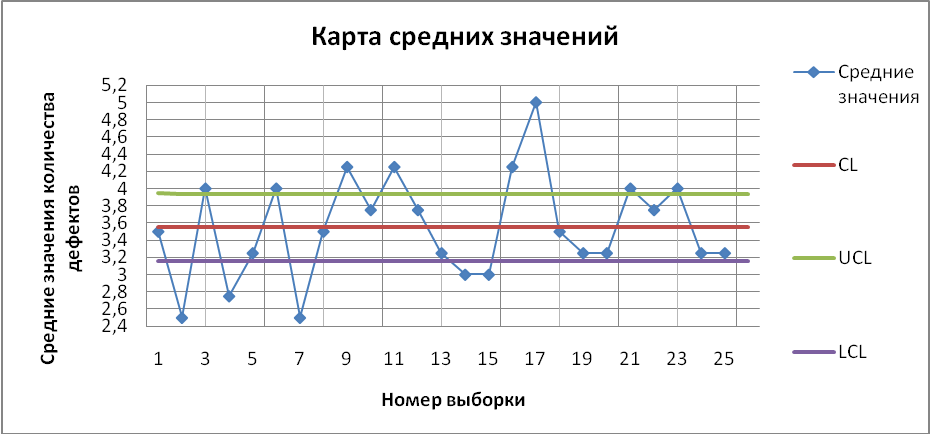 Карта средних значений
Средние значения количества
дефектов
5,2
5
4,8
4,6
4,4
4,2
4
3,8
3,6
3,4
3,2
3
2,8
2,6
2,4
1 3 5 7 9 11 13 15 17 19 21 23 25
Номер выборки
Средние
значения
CL
UCL
LCL